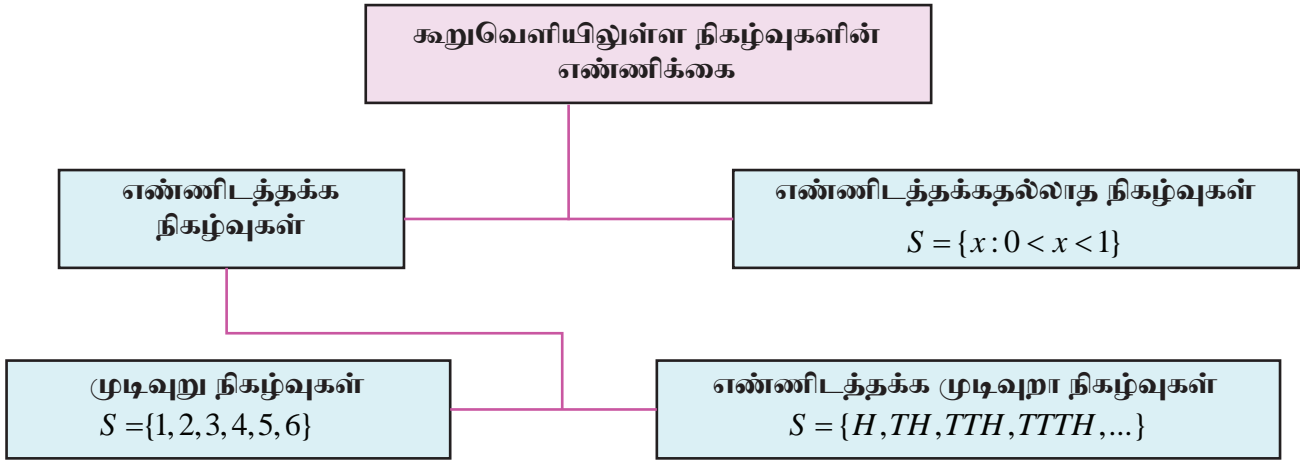 கூறுவெளியிலுள்ள நிகழ்வுகளின்
எண்ணிக்கை
எண்ணிடத்தக்க
நிகழ்வுகள்
எண்ணிடத்தக்கதல்லாத நிகழ்வுகள்
S = {x : 0 < x < 1}
முடிவுறு நிகழ்வுகள்
S = {1, 2, 3, 4, 5, 6}
எண்ணிடத்தக்க முடிவுறா நிகழ்வுகள்
S = {H, TH, TTH, TTTH, ...}